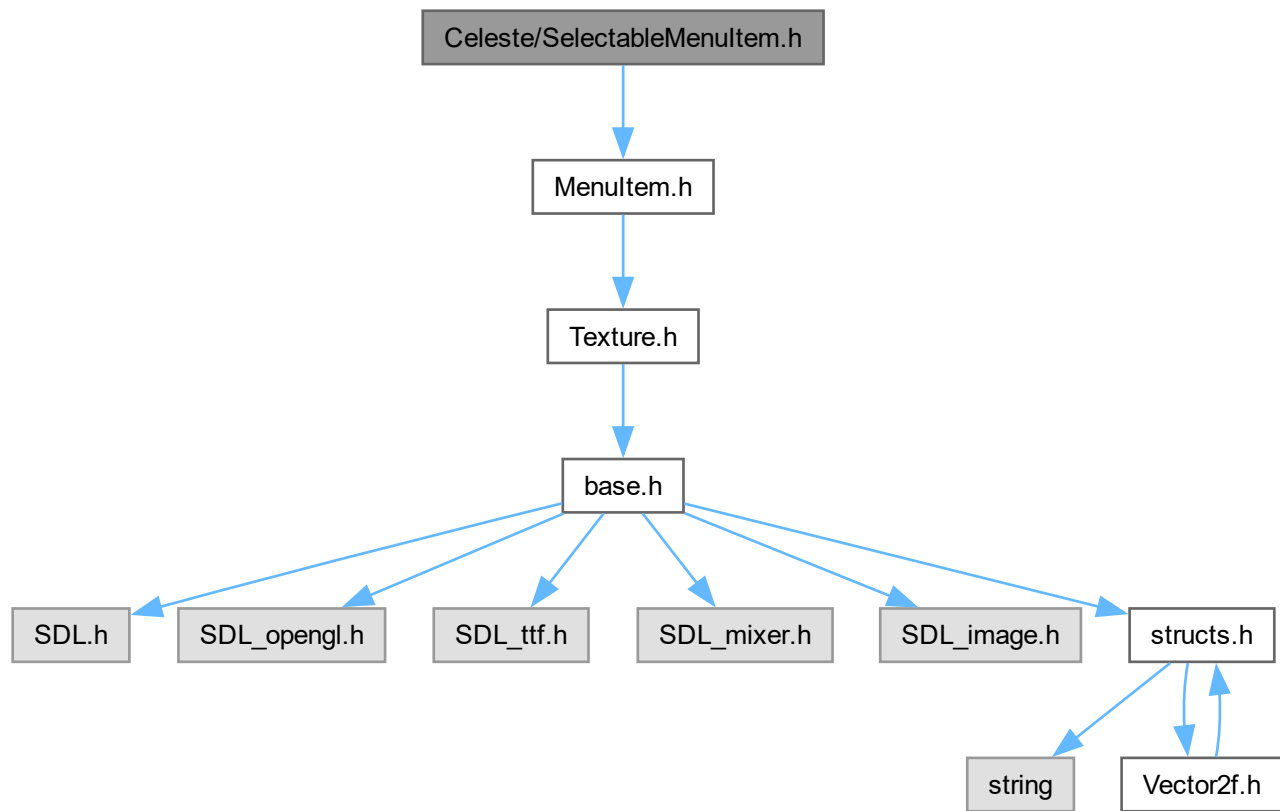 Celeste/SelectableMenuItem.h
MenuItem.h
Texture.h
base.h
SDL.h
SDL_opengl.h
SDL_ttf.h
SDL_mixer.h
SDL_image.h
structs.h
string
Vector2f.h